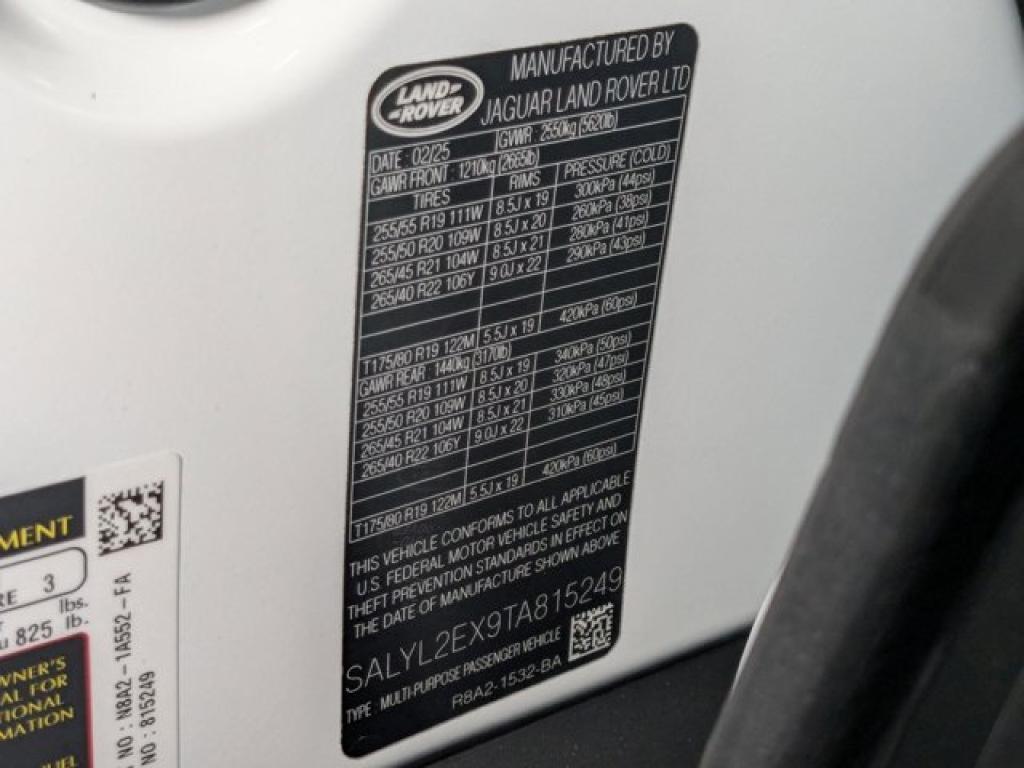 LAND-
-ROVER
MANUFACTURED BY
JAGUAR LAND ROVER LTD
DATE : 02/25 GVWR : 2550kg (5620lb)
GAWR FRONT : 1210kg (2665lb)
TIRES RIMS PRESSURE (COLD)
255/55 R19 111W 8.5J x 19 300kPa (44psi)
255/50 R20 109W 8.5J x 20 260kPa (38psi)
265/45 R21 104W 8.5J x 21 280kPa (41psi)
265/40 R22 106Y 9.0J x 22 290kPa (43psi)
T175/80 R19 122M 5.5J x 19 420kPa (60psi)
GAWR REAR 1440kg (3170lb)
255/55 R19 111W 8.5J x 19 340kPa (50psi)
255/50 R20 109W 8.5J x 20 320kPa (47psi)
265/45 R21 104W 8.5J x 21 330kPa (48psi)
265/40 R22 106Y 9.0J x 22 310kPa (45psi)
T175/80 R19 122M 5.5J x 19 420kPa (60psi)
THIS VEHICLE CONFORMS TO ALL APPLICABLE
U.S. FEDERAL MOTOR VEHICLE SAFETY AND
THEFT PREVENTION STANDARDS IN EFFECT ON
THE DATE OF MANUFACTURE SHOWN ABOVE
SALYL2EX9TA815249
TYPE : MULTI-PURPOSE PASSENGER VEHICLE
R8A2-1532-BA
MENT
RE 3
lbs.
u 825 lb.
WNER'S
AL FOR
TIONAL
MATION
UEL
NO : N8A2-1A552-FA
NO : 815249